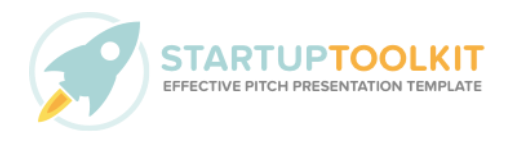 STARTUPTOOLKIT
EFFECTIVE PITCH PRESENTATION TEMPLATE